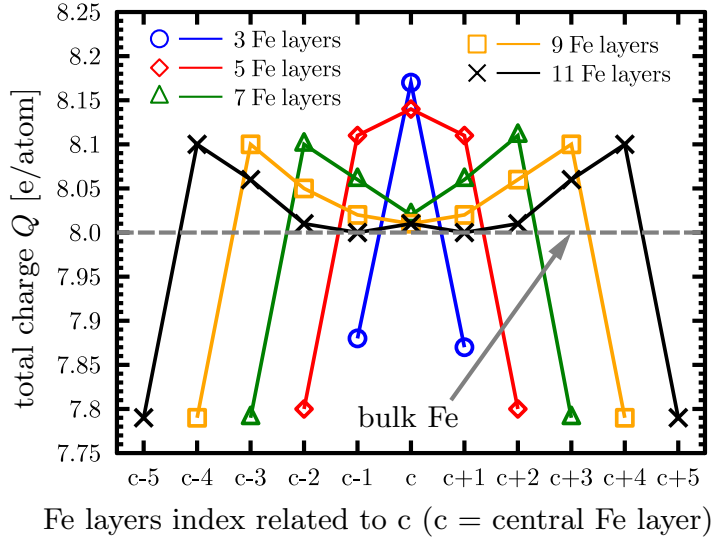 total charge Q [e/atom]
8.25
8.2
8.15
8.1
8.05
8.0
7.95
7.9
7.85
7.8
7.75
3 Fe layers
5 Fe layers
7 Fe layers
9 Fe layers
11 Fe layers
bulk Fe
c-5 c-4 c-3 c-2 c-1 c c+1 c+2 c+3 c+4 c+5
Fe layers index related to c (c = central Fe layer)